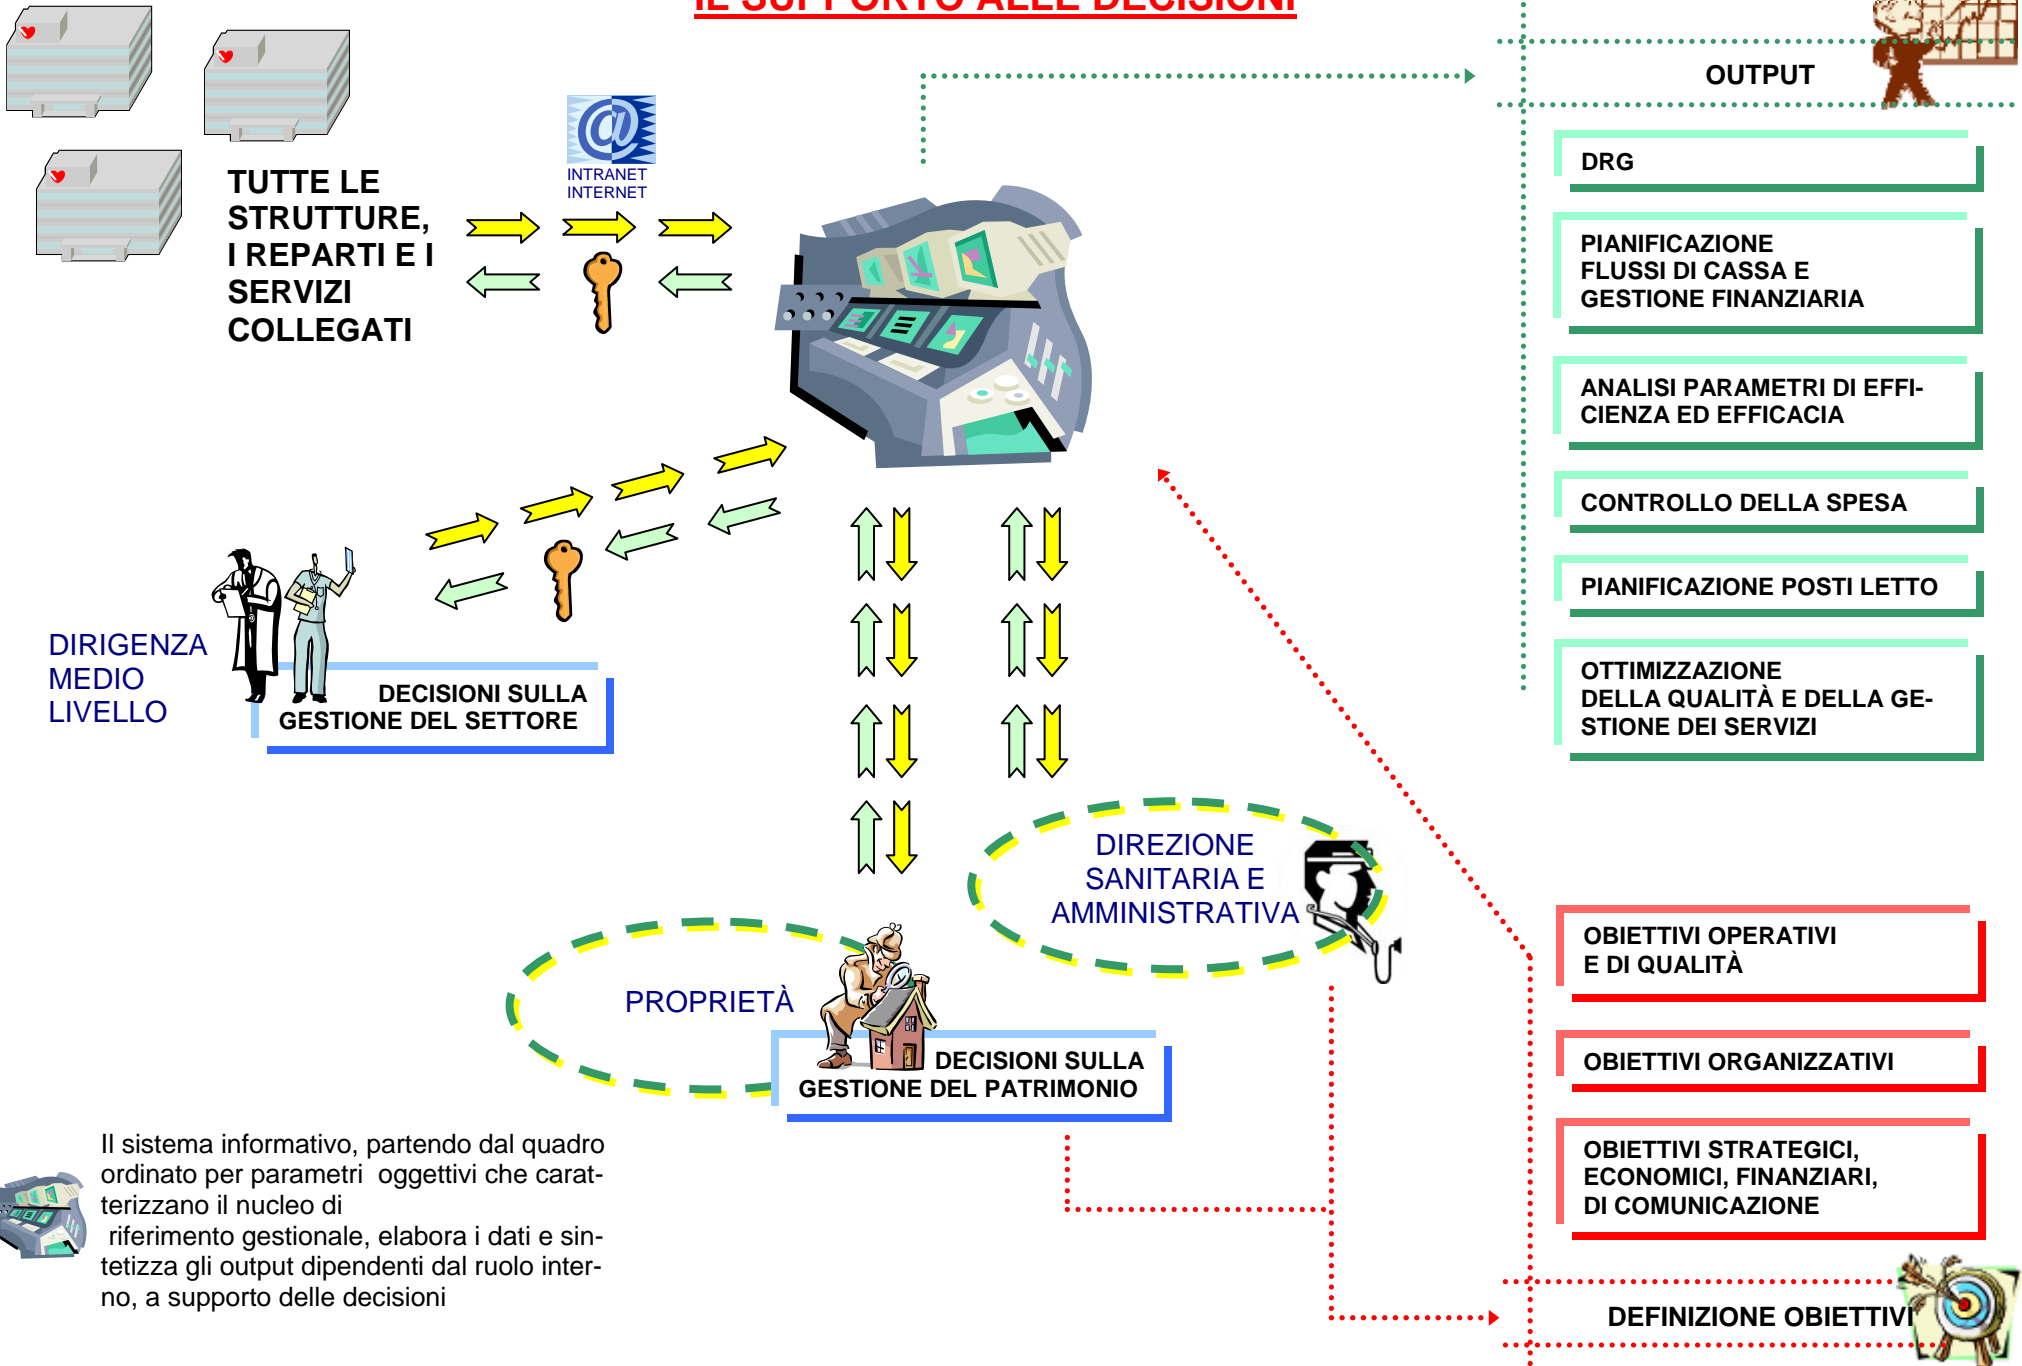 IL SUPPORTO ALLE DECISIONI
OUTPUT
INTRANET
INTERNET
TUTTE LE
STRUTTURE,
I REPARTI E I
SERVIZI
COLLEGATI
DRG
PIANIFICAZIONE
FLUSSI DI CASSA E
GESTIONE FINANZIARIA
ANALISI PARAMETRI DI EFFI-
CIENZA ED EFFICACIA
CONTROLLO DELLA SPESA
PIANIFICAZIONE POSTI LETTO
OTTIMIZZAZIONE
DELLA QUALITÀ E DELLA GE-
STIONE DEI SERVIZI
DIRIGENZA
MEDIO
LIVELLO
DECISIONI SULLA
GESTIONE DEL SETTORE
DIREZIONE
SANITARIA E
AMMINISTRATIVA
PROPRIETÀ
DECISIONI SULLA
GESTIONE DEL PATRIMONIO
OBIETTIVI OPERATIVI
E DI QUALITÀ
OBIETTIVI ORGANIZZATIVI
OBIETTIVI STRATEGICI,
ECONOMICI, FINANZIARI,
DI COMUNICAZIONE
DEFINIZIONE OBIETTIVI
Il sistema informativo, partendo dal quadro
ordinato per parametri  oggettivi che carat-
terizzano il nucleo di
riferimento gestionale, elabora i dati e sin-
tetizza gli output dipendenti dal ruolo inter-
no, a supporto delle decisioni